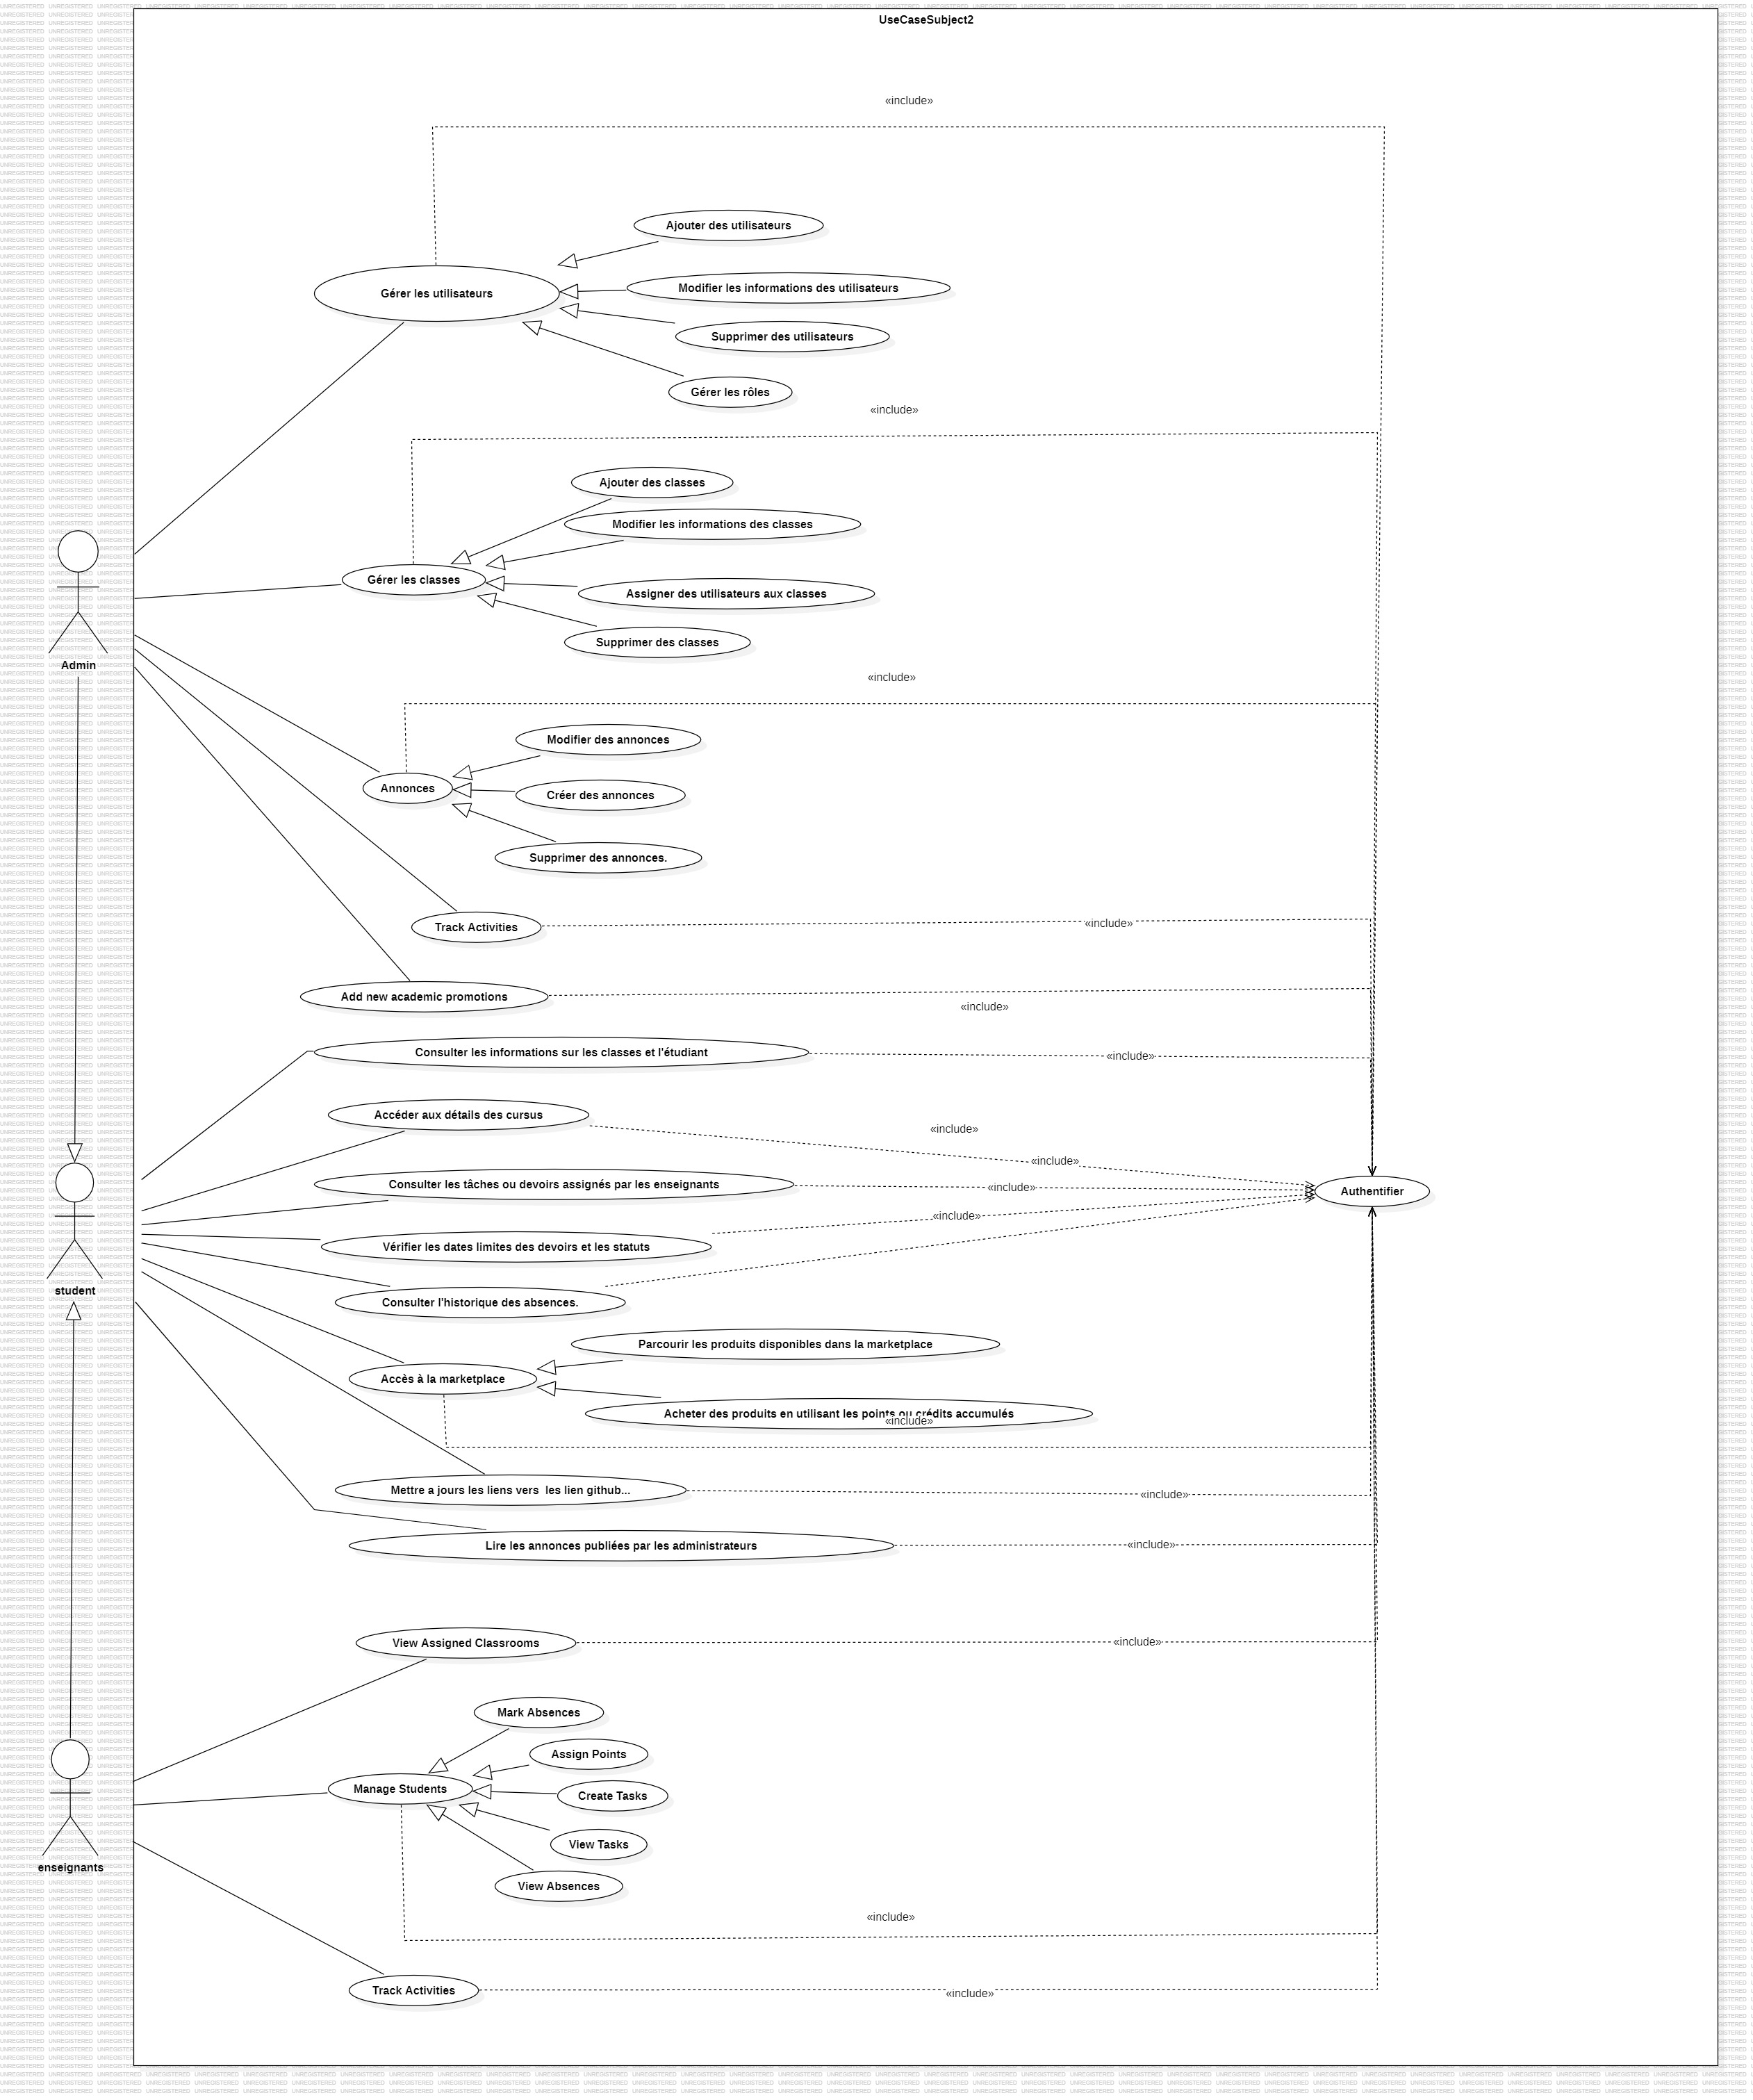 UseCaseSubject2
«include»
Ajouter des utilisateurs
Modifier les informations des utilisateurs
Gérer les utilisateurs
Supprimer des utilisateurs
Gérer les rôles
«include»
Ajouter des classes
Modifier les informations des classes
Gérer les classes
Assigner des utilisateurs aux classes
Supprimer des classes
Admin
«include»
Modifier des annonces
Annonces
Créer des annonces
Supprimer des annonces.
Track Activities
«include»
Add new academic promotions
«include»
Consulter les informations sur les classes et l'étudiant
«include»
Accéder aux détails des cursus
«include»
«include»
Consulter les tâches ou devoirs assignés par les enseignants
«include»
Authentifier
«include»
Vérifier les dates limites des devoirs et les statuts
student
Consulter l'historique des absences.
Parcourir les produits disponibles dans la marketplace
Accès à la marketplace
Acheter des produits en utilisant les points ou crédits accumulés
«include»
Mettre a jours les liens vers  les lien github...
«include»
Lire les annonces publiées par les administrateurs
«include»
View Assigned Classrooms
«include»
Mark Absences
Assign Points
Manage Students
Create Tasks
View Tasks
enseignants
View Absences
«include»
Track Activities
«include»
UNREGISTERED